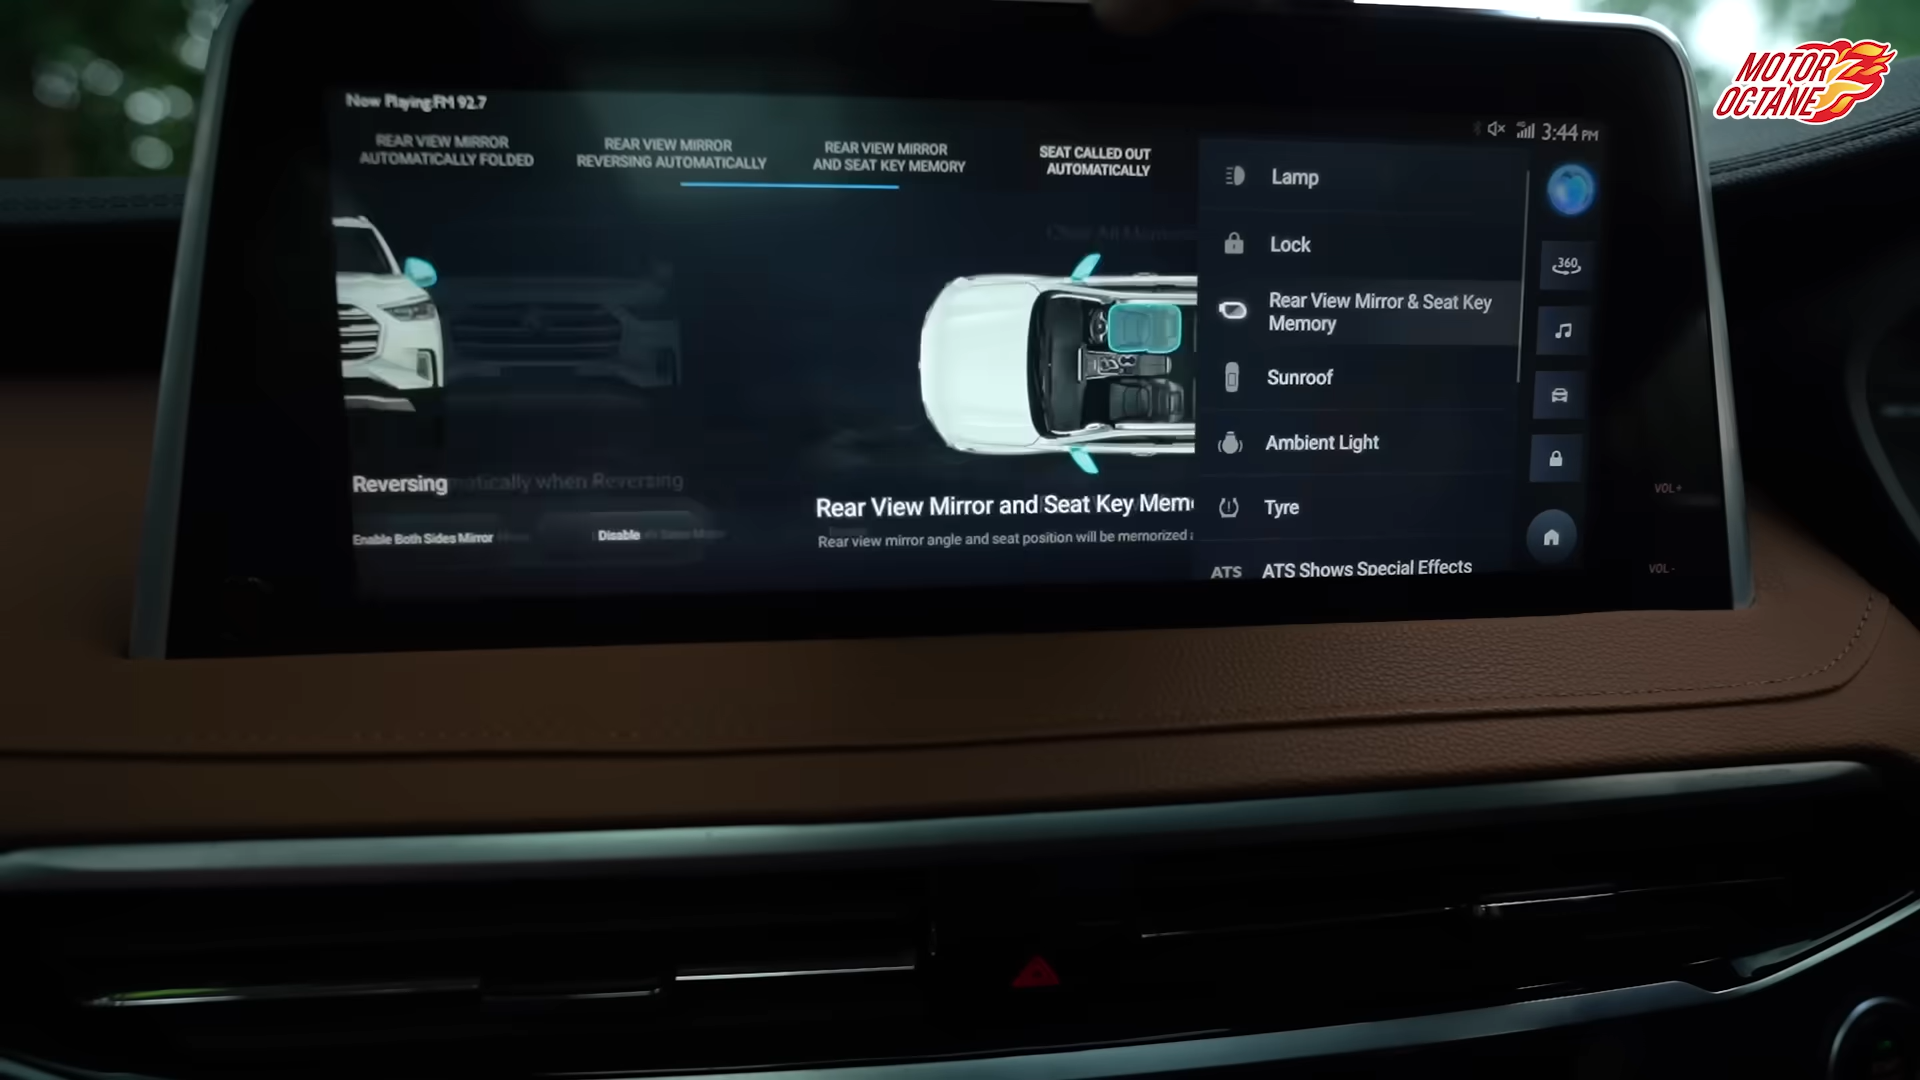 Now Playing:FM 92.7
MOTOR
OCTANE
3:44 PM
REAR VIEW MIRROR
AUTOMATICALLY FOLDED
REAR VIEW MIRROR
REVERSING AUTOMATICALLY
REAR VIEW MIRROR
AND SEAT KEY MEMORY
SEAT CALLED OUT
AUTOMATICALLY
Lamp
Lock
Rear View Mirror & Seat Key
Memory
Sunroof
Ambient Light
Tyre
ATS ATS Shows Special Effects
360
Reversing
matically when Reversing
Enable Both Sides Mirror
Disable
Rear View Mirror and Seat Key Mem
Rear view mirror angle and seat position will be memorized
VOL+
VOL-